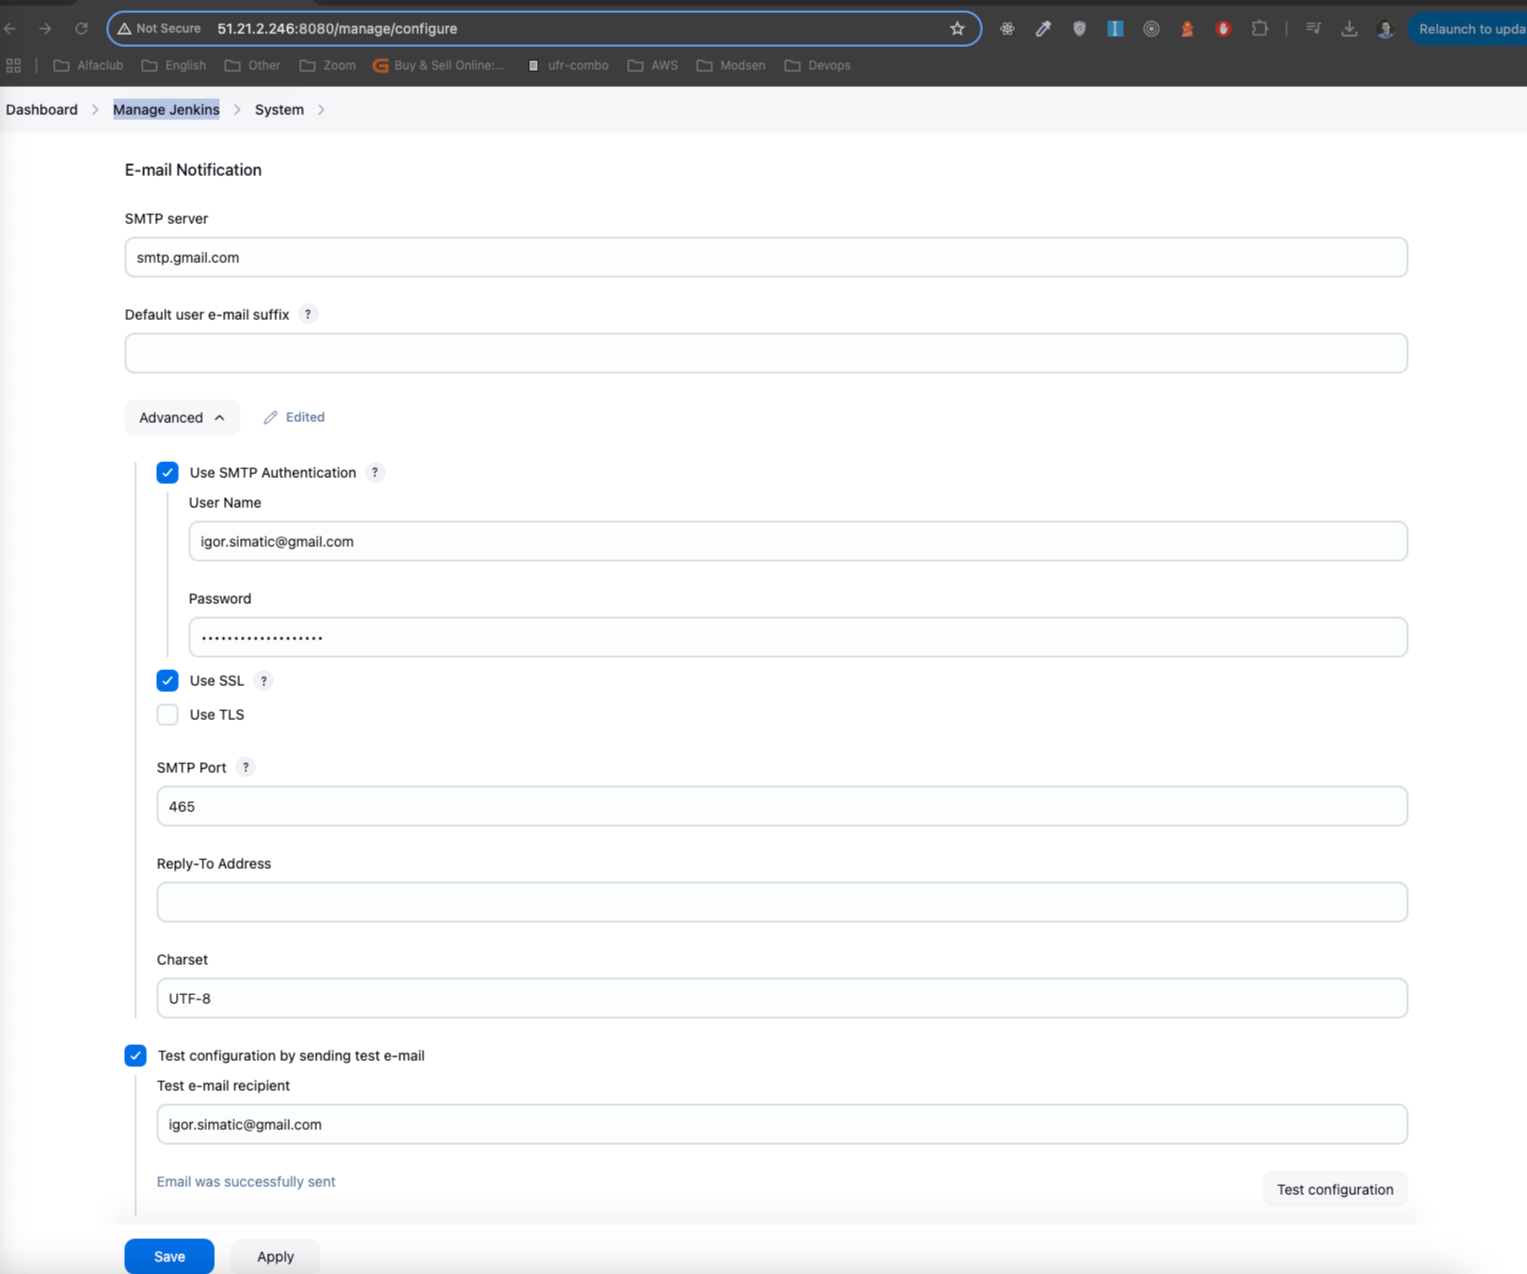 Not Secure 51.21.2.246:8080/manage/configure Relaunch to upda
Alfaclub English Other Zoom Buy & Sell Online:... ufr-combo AWS Modsen Devops
Dashboard > Manage Jenkins > System >
E-mail Notification
SMTP server
smtp.gmail.com
Default user e-mail suffix ?
Advanced Edited
Use SMTP Authentication ?
User Name
igor.simatic@gmail.com
Password
•••••••••••••••••••
Use SSL ?
Use TLS
SMTP Port ?
465
Reply-To Address
Charset
UTF-8
Test configuration by sending test e-mail
Test e-mail recipient
igor.simatic@gmail.com
Email was successfully sent
Test configuration
Save Apply